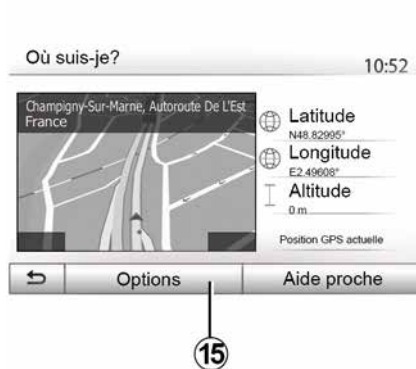 Où suis-je?
10:52
Champigny-Sur-Marne, Autoroute De L'Est
France
Latitude
N48.82995°
Longitude
E2.49608°
Altitude
0 m
Position GPS actuelle
Options
Aide proche
15